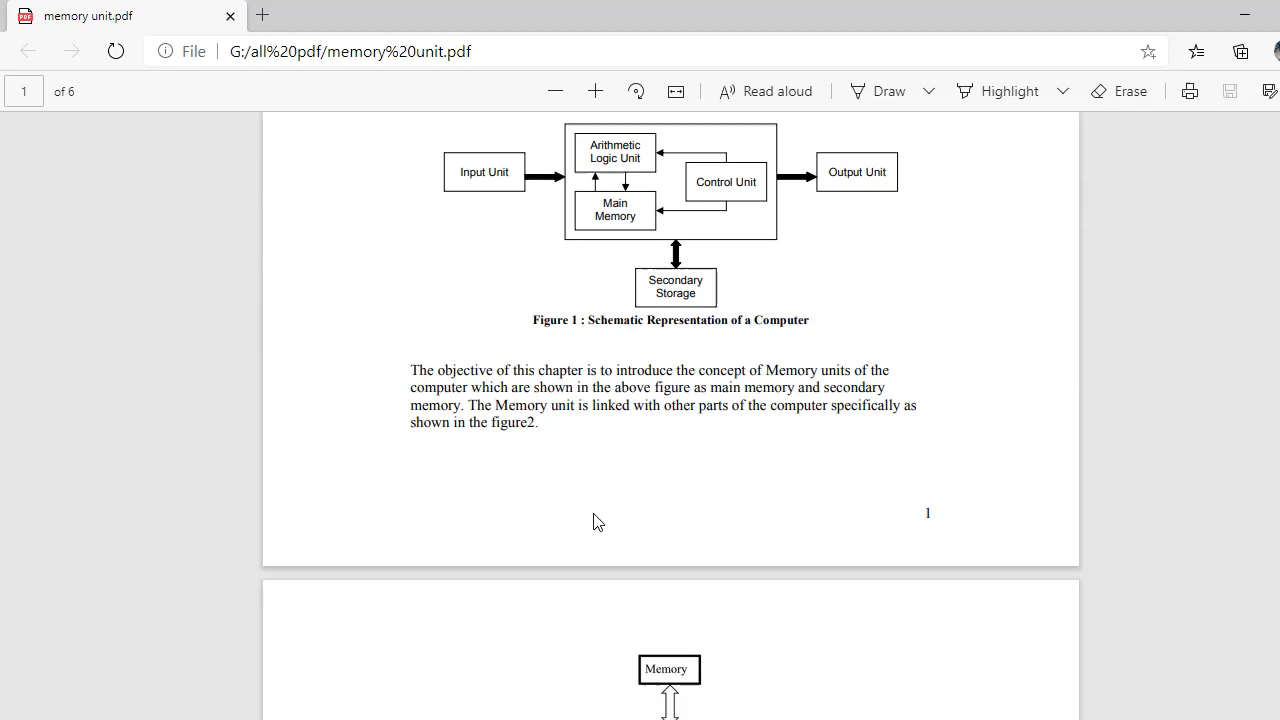 memory unit.pdf
File
G:/all%20pdf/memory%20unit.pdf
1 of 6
Read aloud
Draw
Highlight
Erase
Input Unit
Arithmetic
Logic Unit
Main
Memory
Control Unit
Output Unit
Secondary
Storage
Figure 1 : Schematic Representation of a Computer
The objective of this chapter is to introduce the concept of Memory units of the
computer which are shown in the above figure as main memory and secondary
memory. The Memory unit is linked with other parts of the computer specifically as
shown in the figure2.
1
Memory